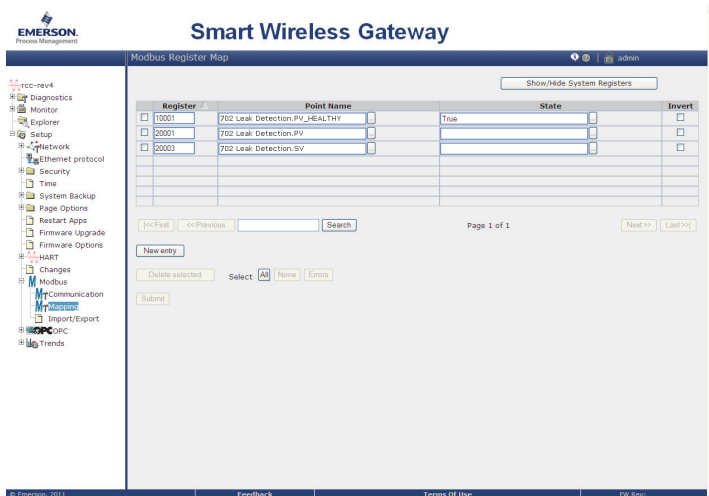 EMERSON.
Process Management
Smart Wireless Gateway
Modbus Register Map
admin
rcc-rev4
Diagnostics
Monitor
Explorer
Setup
Network
Ethernet protocol
Security
Time
System Backup
Page Options
Restart Apps
Firmware Upgrade
Firmware Options
HART
Changes
Modbus
Communication
Mapping
Import/Export
OPC OPC
Trends
Show/Hide System Registers
Register Point Name State Invert
10001 702 Leak Detection.PV_HEALTHY ... True ...
20001 702 Leak Detection.PV ... ...
20003 702 Leak Detection.SV ... ...
|<< First << Previous Search Page 1 of 1 Next >> Last >>|
New entry
Delete selected Select All None Errors
Submit
© Emerson, 2011 Feedback Terms Of Use FW Rev: